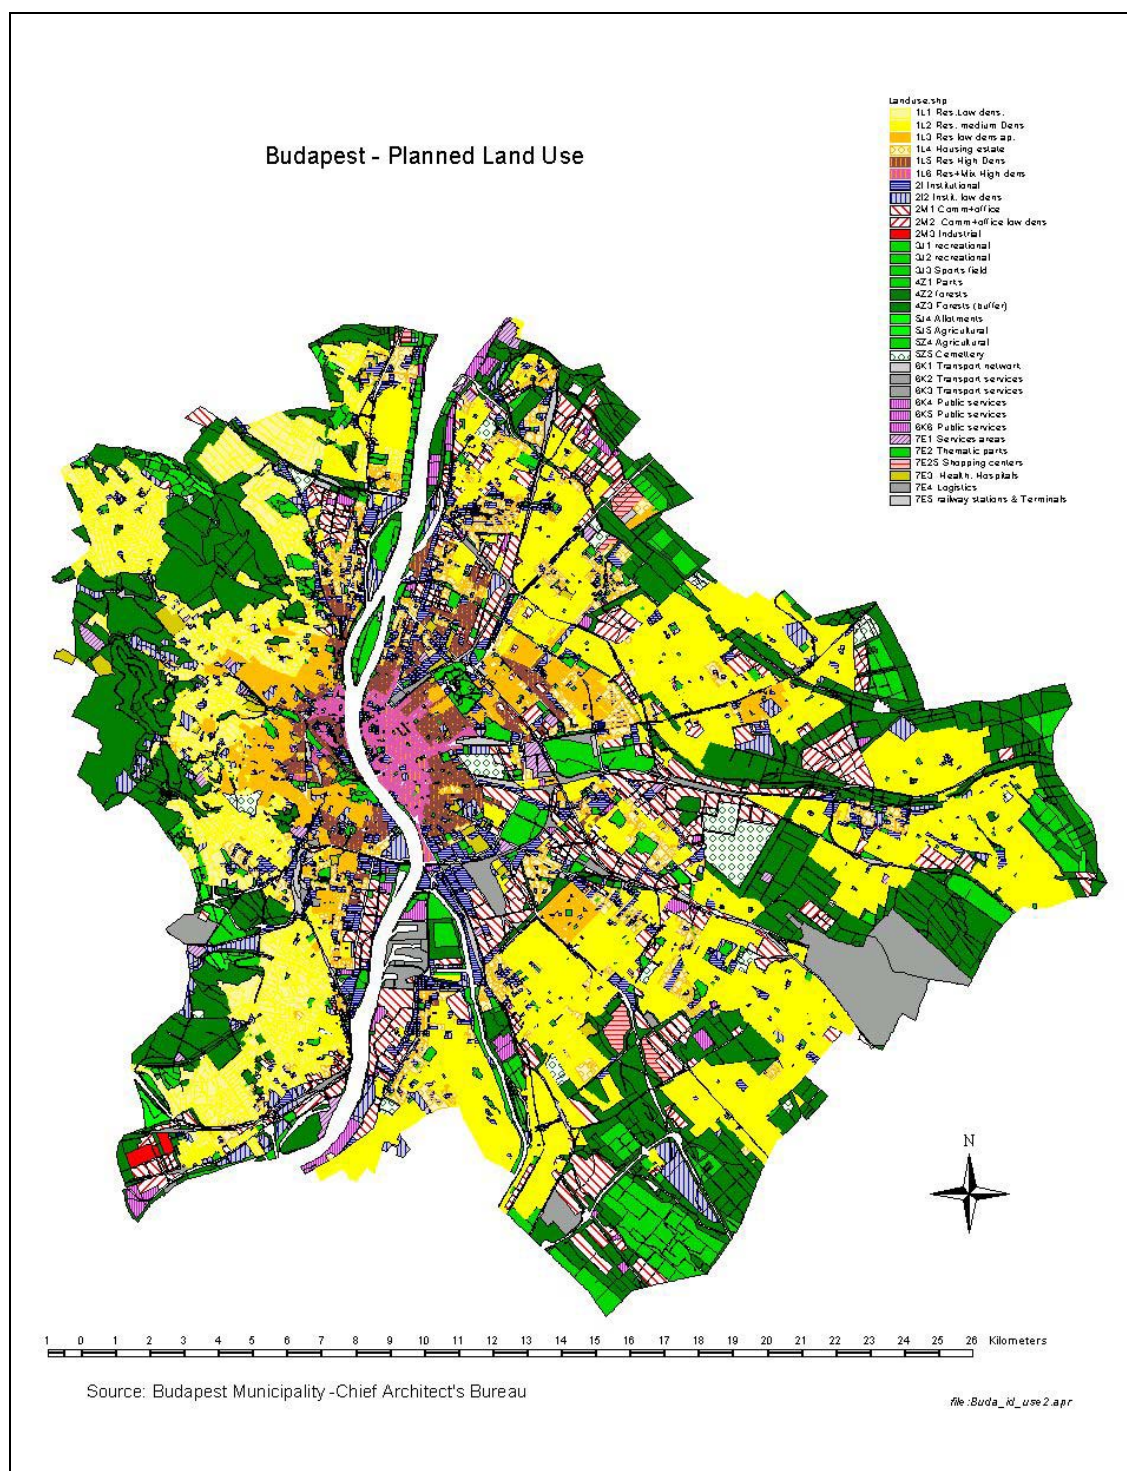 Landuse.shp
1L1 Res.Low dens.
1L2 Res. medium Dens
Budapest - Planned Land Use
1L3 Res low dens ap.
1L4 Housing estate
1L5 Res High Dens
1L6 Res+Mix High dens
2I Institutional
2I2 Instit. low dens
2M1 Comm+office
2M2 Comm+office low dens
2M3 Industrial
3J1 recreational
3J2 recreational
3J3 Sports field
4Z1 Parks
4Z2 forests
4Z3 Forests (buffer)
5J4 Allotments
5J5 Agricultural
5Z4 Agricultural
5Z5 Cemettery
6K1 Transport network
6K2 Transport services
6K3 Transport services
6K4 Public services
6K5 Public services
6K6 Public services
7E1 Services areas
7E2 Thematic parks
7E25 Shopping centers
7E3 Health. Hospitals
7E4 Logistics
7E5 railway stations & Terminals
N
1 0 1 2 3 4 5 6 7 8 9 10 11 12 13 14 15 16 17 18 19 20 21 22 23 24 25 26 Kilometers
Source: Budapest Municipality -Chief Architect's Bureau
file:Buda_id_use2.apr